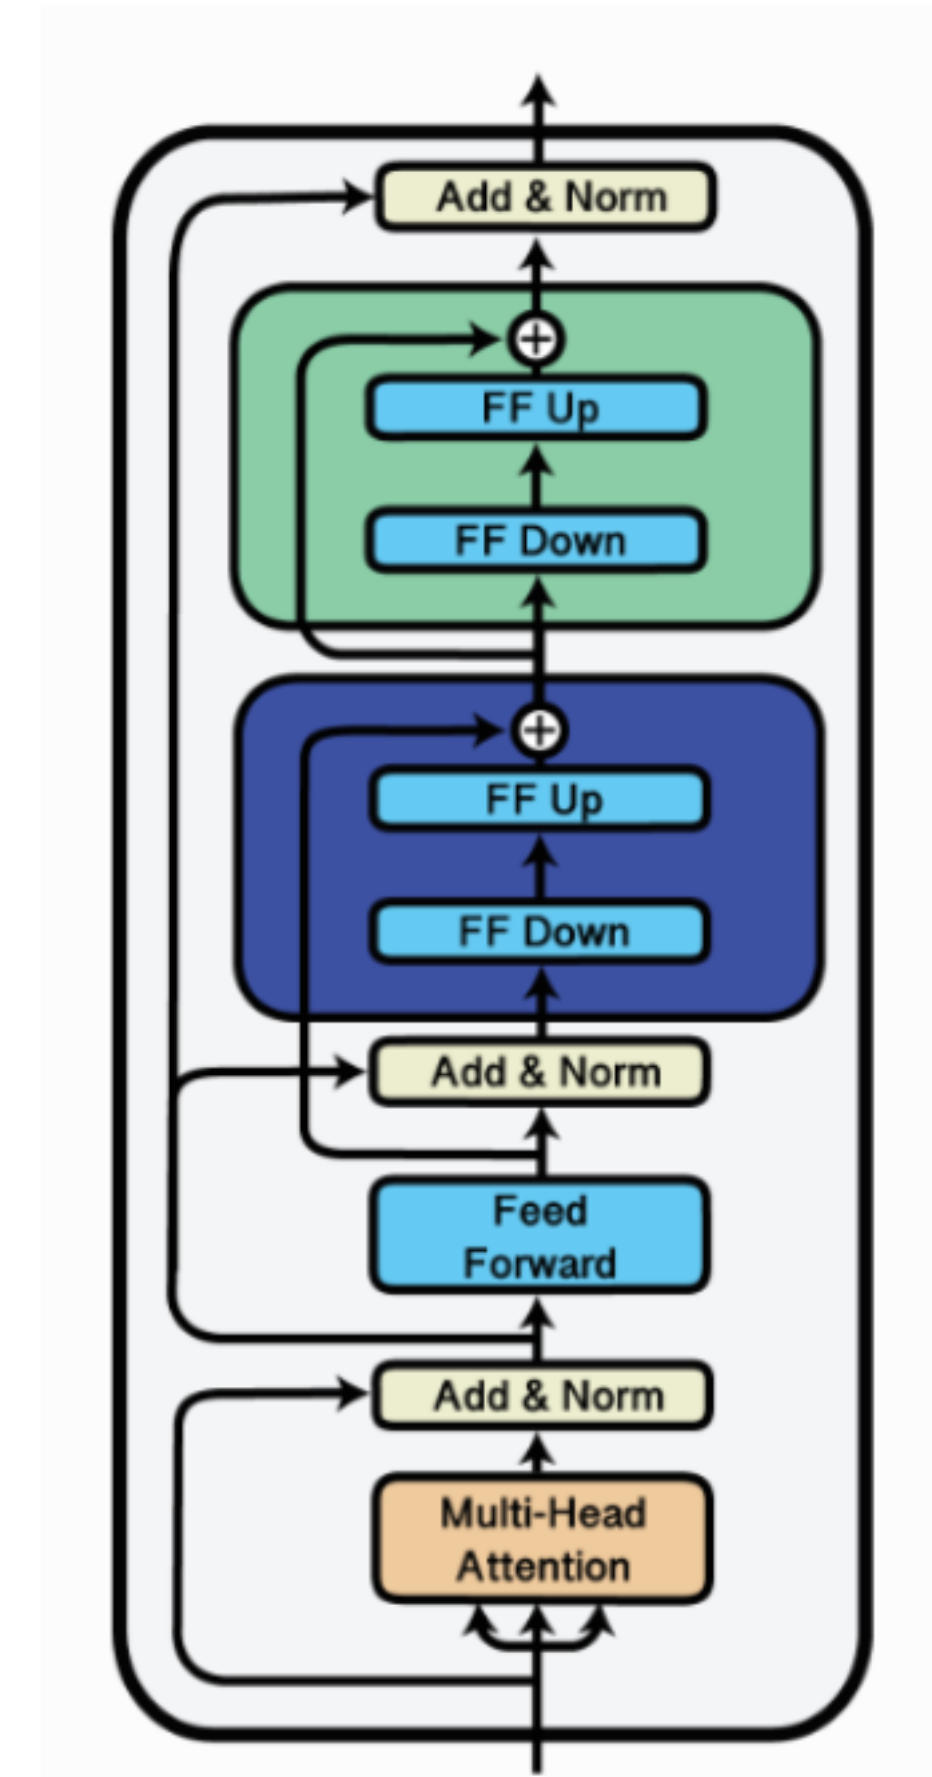 Add & Norm
FF Up
FF Down
FF Up
FF Down
Add & Norm
Feed
Forward
Add & Norm
Multi-Head
Attention